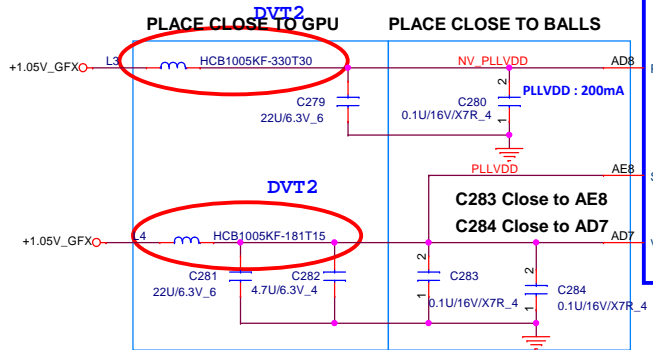 DVT2
PLACE CLOSE TO GPU
PLACE CLOSE TO BALLS
+1.05V_GFX
L3
HCB1005KF-330T30
NV_PLLVDD
AD8
PLLVDD : 200mA
C279
22U/6.3V_6
C280
0.1U/16V/X7R_4
2
1
DVT2
PLLVDD
AE8
C283 Close to AE8
C284 Close to AD7
+1.05V_GFX
L4
HCB1005KF-181T15
AD7
C281
22U/6.3V_6
C282
4.7U/6.3V_4
2
1
C283
0.1U/16V/X7R_4
2
1
C284
0.1U/16V/X7R_4